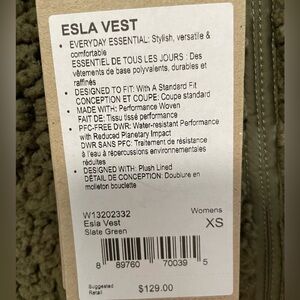 ESLA VEST
• EVERYDAY ESSENTIAL: Stylish, versatile &
comfortable
ESSENTIEL DE TOUS LES JOURS : Des
vêtements de base polyvalents, durables et
raffinés
• DESIGNED TO FIT: With A Standard Fit
CONCEPTION ET COUPE: Coupe standard
• MADE WITH: Performance Woven
FAIT DE: Tissu tissé performance
• PFC-FREE DWR: Water-resistant Performance
with Reduced Planetary Impact
DWR SANS PFC: Traitement de résistance
à l'eau à répercussions environnementales
réduites
• DESIGNED WITH: Plush Lined
DÉTAIL DE CONCEPTION: Doublure en
molleton bouclette
W13202332
Womens
Esla Vest
XS
Slate Green
8 89760 70039 5
Suggested
Retail
$129.00